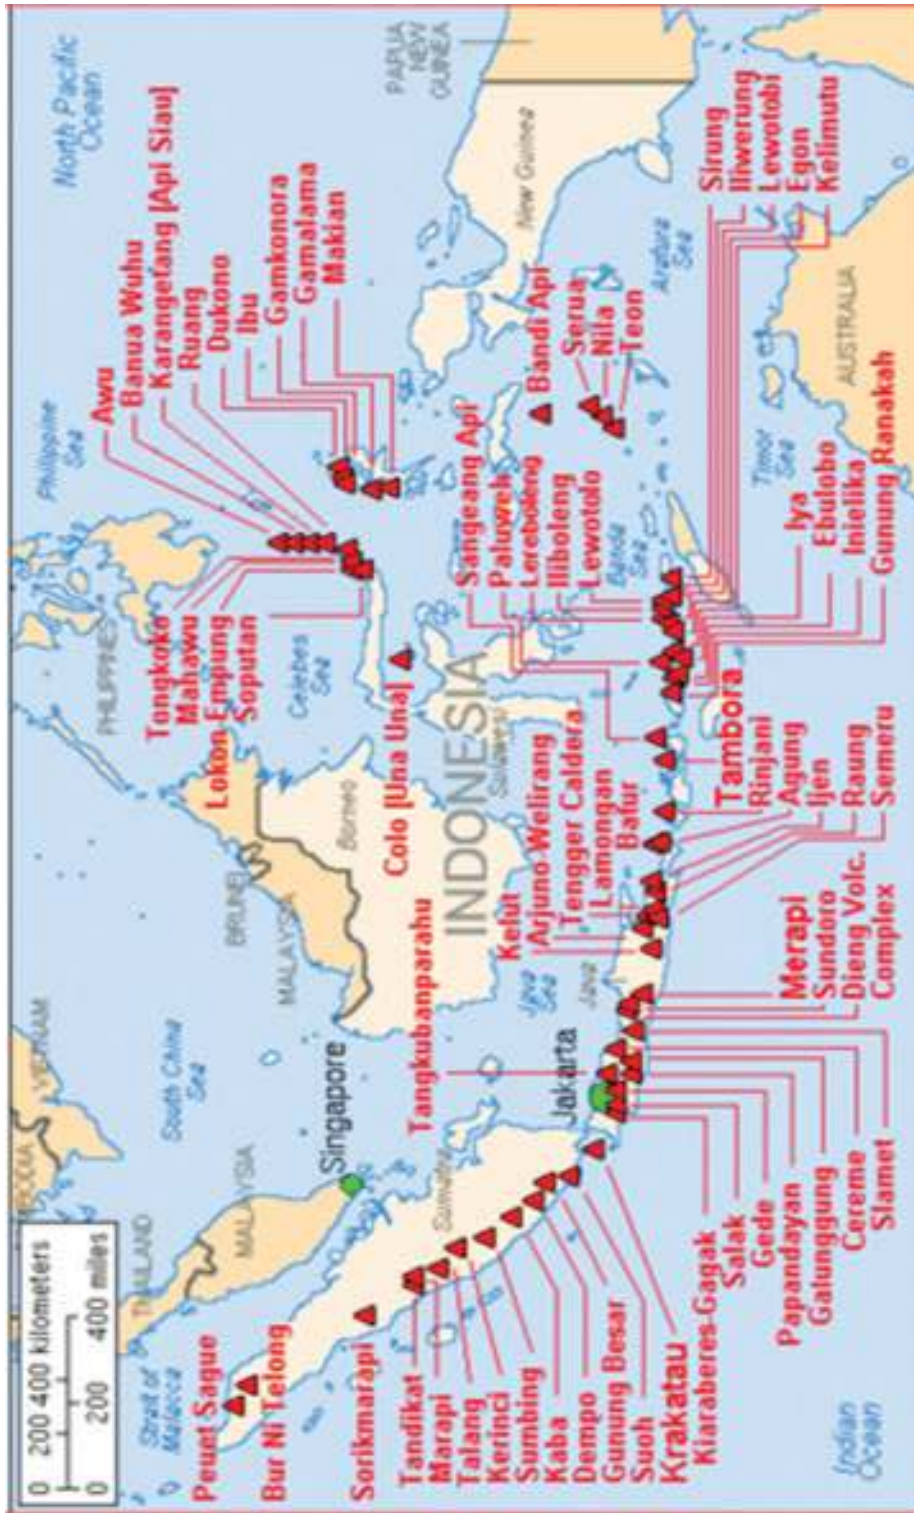 0 200 400 kilometers
0 200 400 miles
THAILAND
VIETNAM
South China Sea
PHILIPPINES
Philippine Sea
North Pacific Ocean
Strait of Malacca
MALAYSIA
BRUNEI
MALAYSIA
Celebes Sea
Peuet Sague
Bur Ni Telong
Sorikmarapi
Singapore
Lokon-Empung
Tongkoko
Mahawu
Soputan
Awu
Banua Wuhu
Karangetang [Api Siau]
Ruang
Dukono
Ibu
Gamkonora
Gamalama
Makian
Borneo
Colo [Una Una]
INDONESIA
Sulawesi
Sumatra
PAPUA NEW GUINEA
New Guinea
Tandikat
Marapi
Talang
Kerinci
Sumbing
Kaba
Dempo
Gunung Besar
Suoh
Krakatau
Kiaraberes-Gagak
Salak
Gede
Papandayan
Galunggung
Cereme
Slamet
Tangkubanparahu
Jakarta
Java Sea
Java
Kelut
Arjuno-Welirang
Tengger Caldera
Lamongan
Batur
Sangeang Api
Paluweh
Lereboleng
Iliboleng
Lewotolo
Banda Sea
Bandi Api
Serua
Nila
Teon
Arafura Sea
Merapi
Sundoro
Dieng Volc.
Complex
Tambora
Rinjani
Agung
Ijen
Raung
Semeru
Iya
Ebulobo
Inielika
Gunung Ranakah
Sirung
Iliwerung
Lewotobi
Egon
Kelimutu
Timor Sea
AUSTRALIA
Indian Ocean